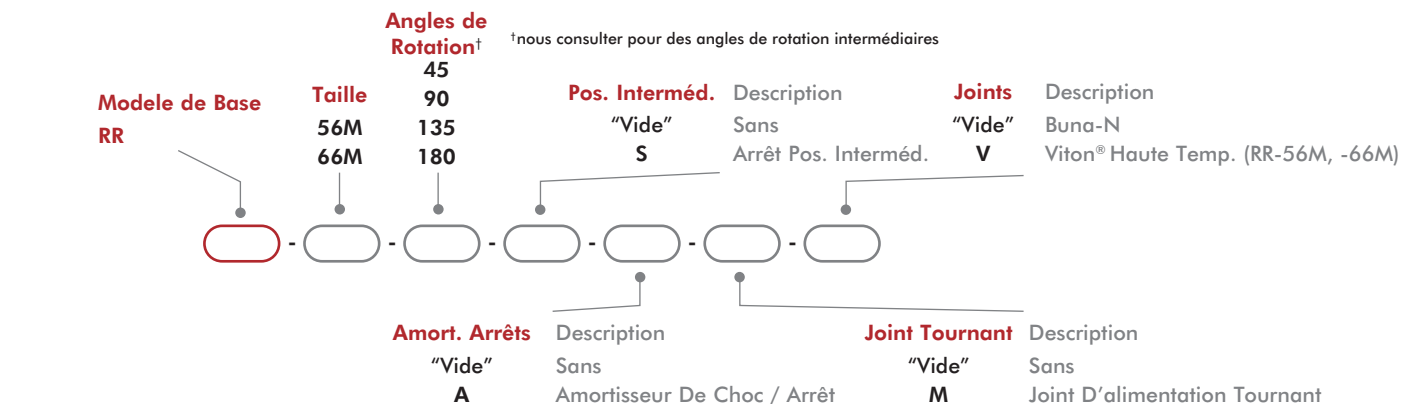 Angles de
Rotation†
†nous consulter pour des angles de rotation intermédiaires
45
90
135
180
Modele de Base
RR
Taille
56M
66M
Pos. Interméd. Description
“Vide” Sans
S Arrêt Pos. Interméd.
Joints Description
“Vide” Buna-N
V Viton® Haute Temp. (RR-56M, -66M)
- - - - - -
Amort. Arrêts Description
“Vide” Sans
A Amortisseur De Choc / Arrêt
Joint Tournant Description
“Vide” Sans
M Joint D’alimentation Tournant